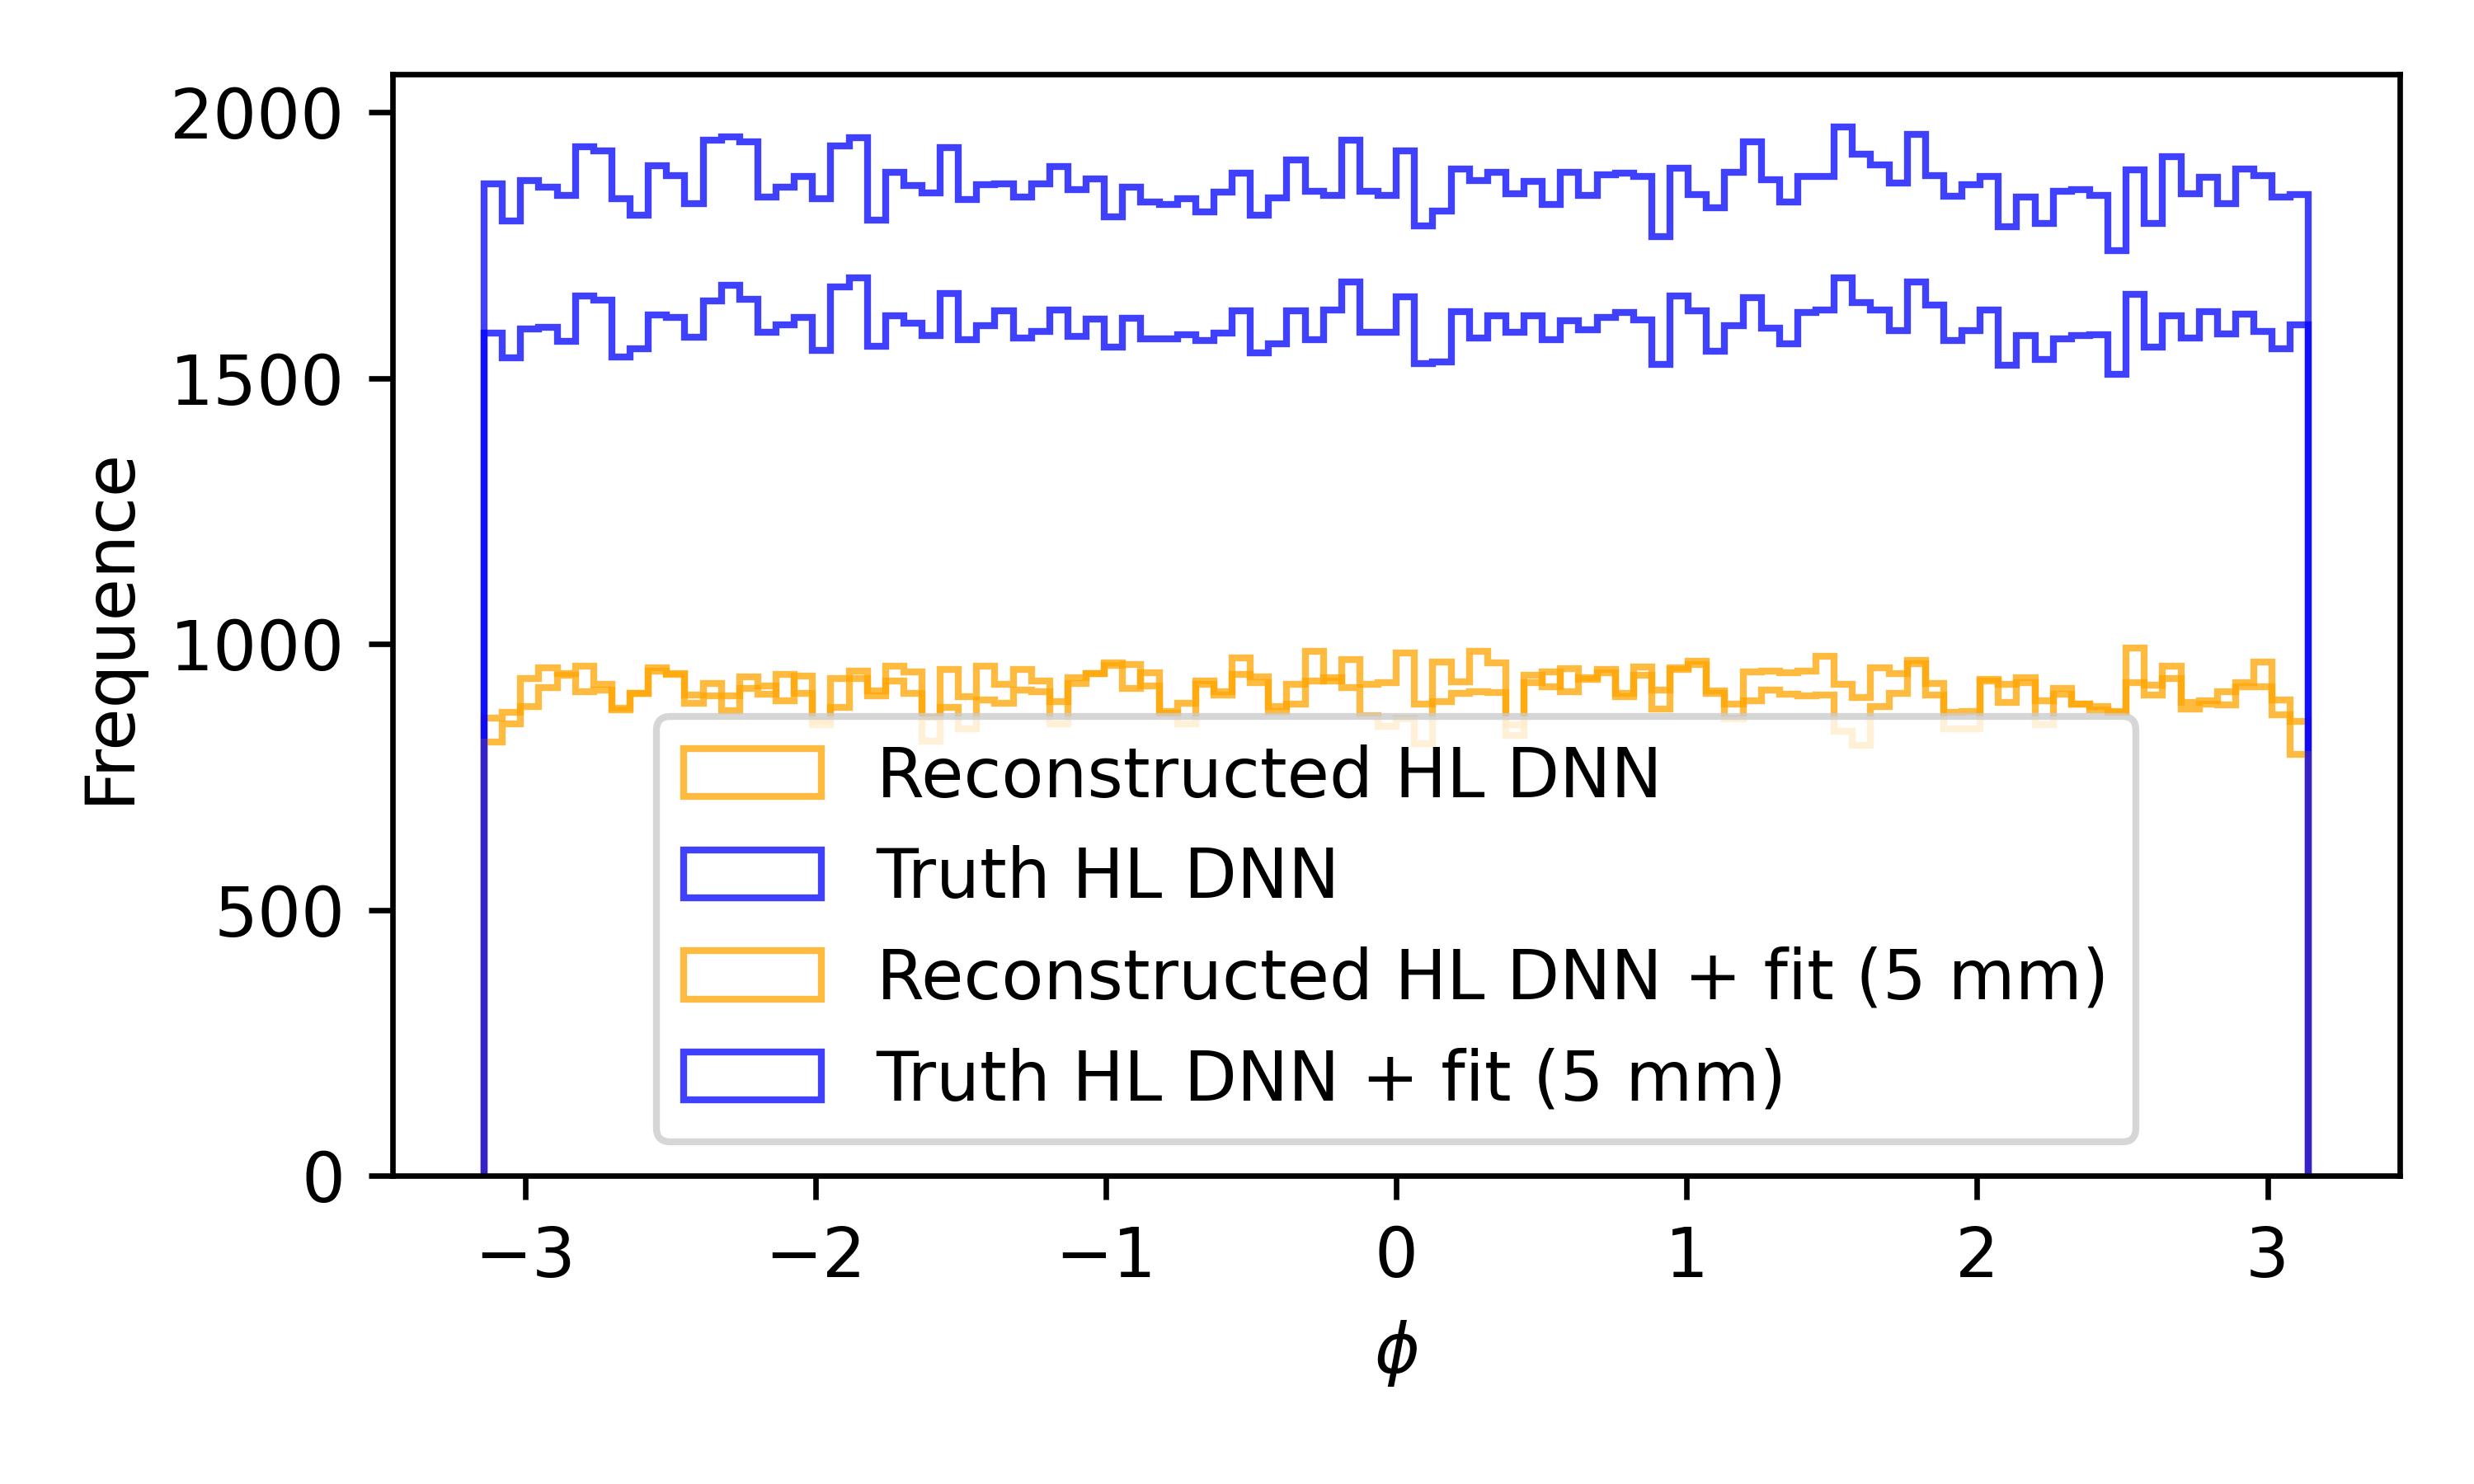 2000
1500
1000
500
0
Frequence
Reconstructed HL DNN
Truth HL DNN
Reconstructed HL DNN + fit (5 mm)
Truth HL DNN + fit (5 mm)
−3 −2 −1 0 1 2 3
ϕ